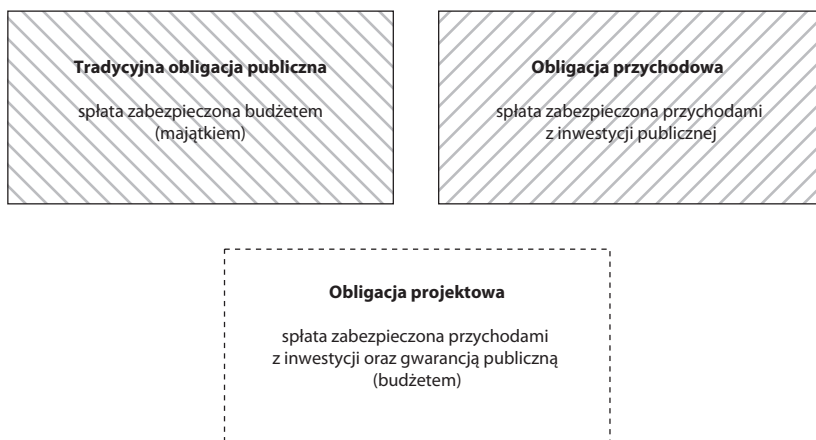 Tradycyjna obligacja publiczna
spłata zabezpieczona budżetem
(majątkiem)
Obligacja przychodowa
spłata zabezpieczona przychodami
z inwestycji publicznej
Obligacja projektowa
spłata zabezpieczona przychodami
z inwestycji oraz gwarancją publiczną
(budżetem)